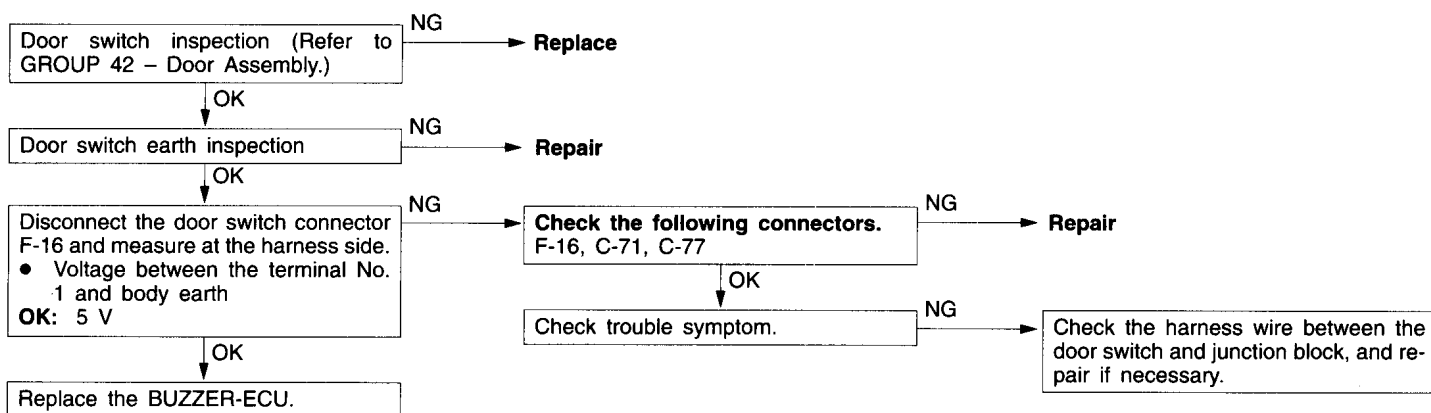 Door switch inspection (Refer to
GROUP 42 – Door Assembly.)
NG
Replace
OK
Door switch earth inspection
NG
Repair
OK
Disconnect the door switch connector
F-16 and measure at the harness side.
● Voltage between the terminal No.
1 and body earth
OK: 5 V
NG
Check the following connectors.
F-16, C-71, C-77
NG
Repair
OK
Check trouble symptom.
NG
Check the harness wire between the
door switch and junction block, and re-
pair if necessary.
OK
Replace the BUZZER-ECU.